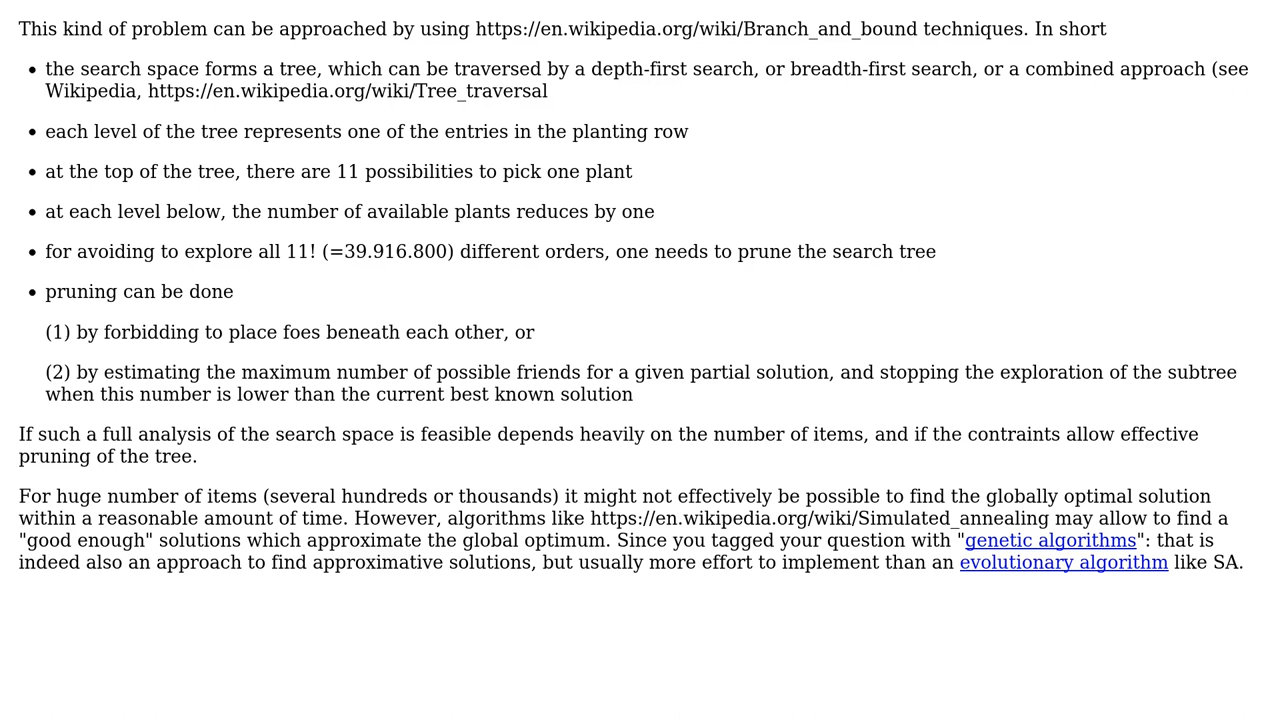 This kind of problem can be approached by using https://en.wikipedia.org/wiki/Branch_and_bound techniques. In short
• the search space forms a tree, which can be traversed by a depth-first search, or breadth-first search, or a combined approach (see
Wikipedia, https://en.wikipedia.org/wiki/Tree_traversal
• each level of the tree represents one of the entries in the planting row
• at the top of the tree, there are 11 possibilities to pick one plant
• at each level below, the number of available plants reduces by one
• for avoiding to explore all 11! (=39.916.800) different orders, one needs to prune the search tree
• pruning can be done
(1) by forbidding to place foes beneath each other, or
(2) by estimating the maximum number of possible friends for a given partial solution, and stopping the exploration of the subtree
when this number is lower than the current best known solution
If such a full analysis of the search space is feasible depends heavily on the number of items, and if the contraints allow effective
pruning of the tree.
For huge number of items (several hundreds or thousands) it might not effectively be possible to find the globally optimal solution
within a reasonable amount of time. However, algorithms like https://en.wikipedia.org/wiki/Simulated_annealing may allow to find a
"good enough" solutions which approximate the global optimum. Since you tagged your question with "genetic algorithms": that is
indeed also an approach to find approximative solutions, but usually more effort to implement than an evolutionary algorithm like SA.